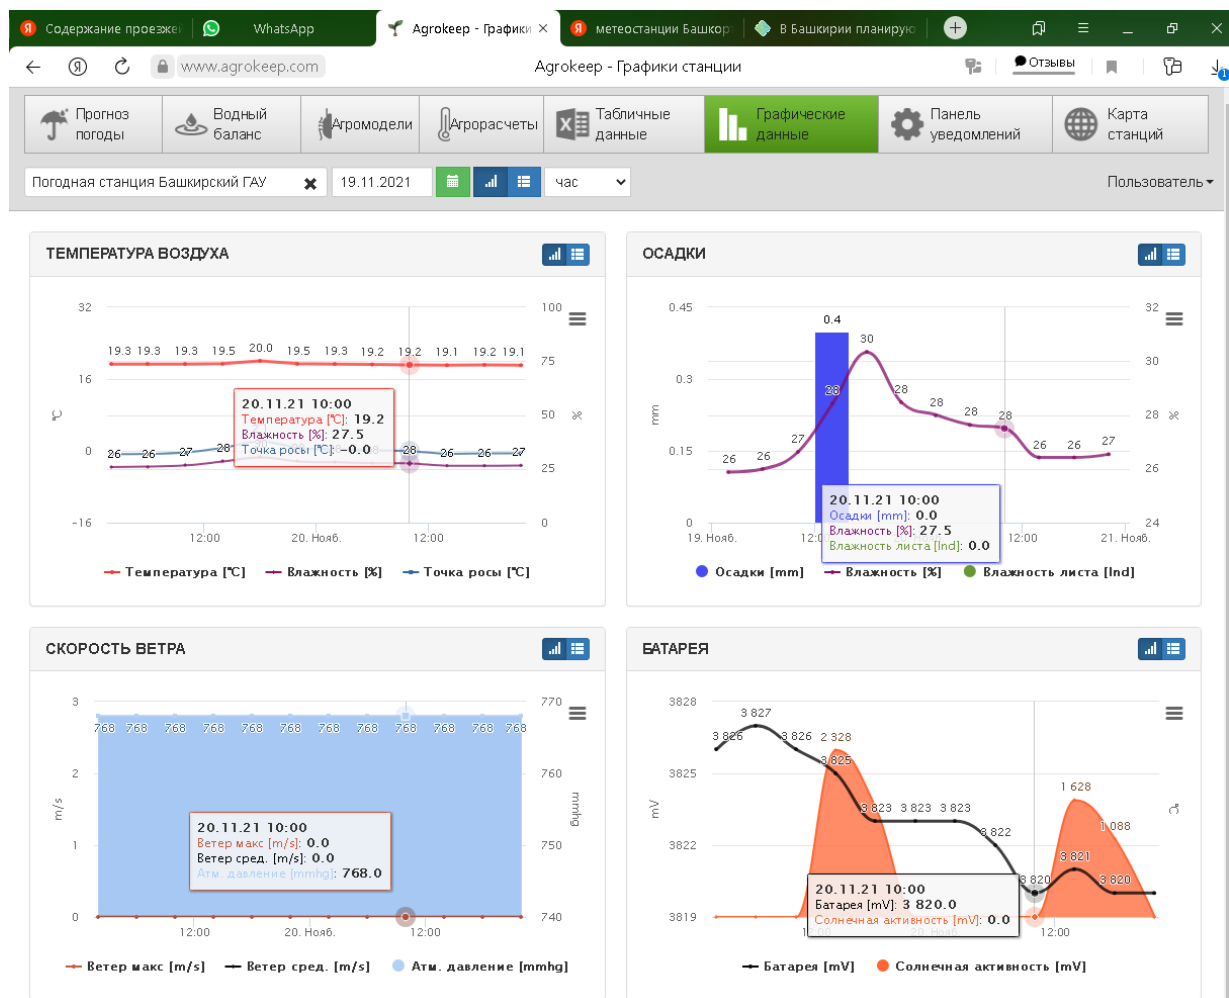 Содержание проезжей
WhatsApp
Agrokeep - Графики
метеостанции Башкорт
В Башкирии планирую
www.agrokeep.com
Agrokeep - Графики станции
Отзывы
1
Прогноз погоды
Водный баланс
Агромодели
Агрорасчеты
Табличные данные
Графические данные
Панель уведомлений
Карта станций
Погодная станция Башкирский ГАУ
19.11.2021
час
Пользователь
ТЕМПЕРАТУРА ВОЗДУХА
32
100
19.3 19.3 19.3 19.5 20.0 19.5 19.3 19.2 19.2 19.1 19.2 19.1
75
16
20.11.21 10:00
Температура [°C]: 19.2
Влажность [%]: 27.5
Точка росы [°C]: -0.0
°C
50
%
0
26 26 27 28 28 26 26 27
25
-16
0
12:00
20. Нояб.
12:00
Температура [°C] Влажность [%] Точка росы [°C]
ОСАДКИ
0.45
32
0.4
30
30
0.3
28
28
28
28
28
28 %
mm
27
26 26
0.15
26 26 27
26
20.11.21 10:00
Осадки [mm]: 0.0
Влажность [%]: 27.5
Влажность листа [Ind]: 0.0
0
24
19. Нояб.
12:00
12:00
21. Нояб.
Осадки [mm] Влажность [%] Влажность листа [Ind]
СКОРОСТЬ ВЕТРА
3
770
768 768 768 768 768 768 768 768 768 768 768 768
2
760
m/s
mmhg
20.11.21 10:00
Ветер макс [m/s]: 0.0
Ветер сред. [m/s]: 0.0
Атм. давление [mmhg]: 768.0
1
750
0
740
12:00
20. Нояб.
12:00
Ветер макс [m/s] Ветер сред. [m/s] Атм. давление [mmhg]
БАТАРЕЯ
3828
3 827
3 826
3 826
2 328
3 825
3825
1 628
mV
°C
3 823 3 823 3 823
3 822
1 088
3822
3 821
3 820
3 820
20.11.21 10:00
Батарея [mV]: 3 820.0
Солнечная активность [mV]: 0.0
3819
12:00
20. Нояб.
12:00
Батарея [mV] Солнечная активность [mV]